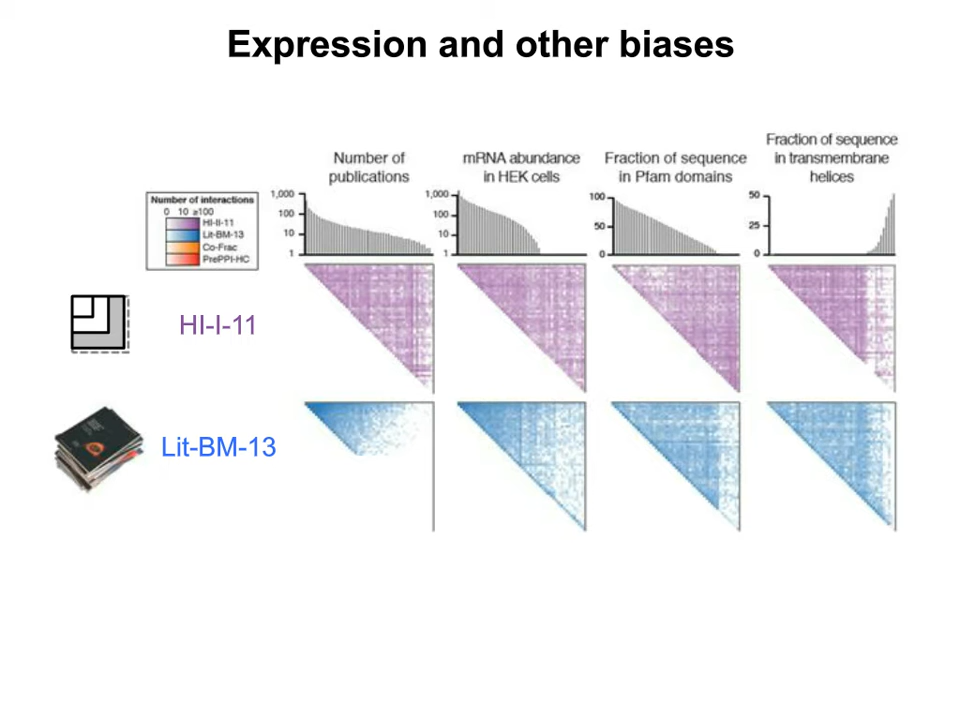 Expression and other biases
Number of
publications
mRNA abundance
in HEK cells
Fraction of sequence
in Pfam domains
Fraction of sequence
in transmembrane
helices
Number of interactions
0 10 ≥100
HI-II-11
Lit-BM-13
Co-Frac
PrePPI-HC
1,000
100
10
1
1,000
100
10
1
100
50
0
50
25
0
HI-I-11
Lit-BM-13